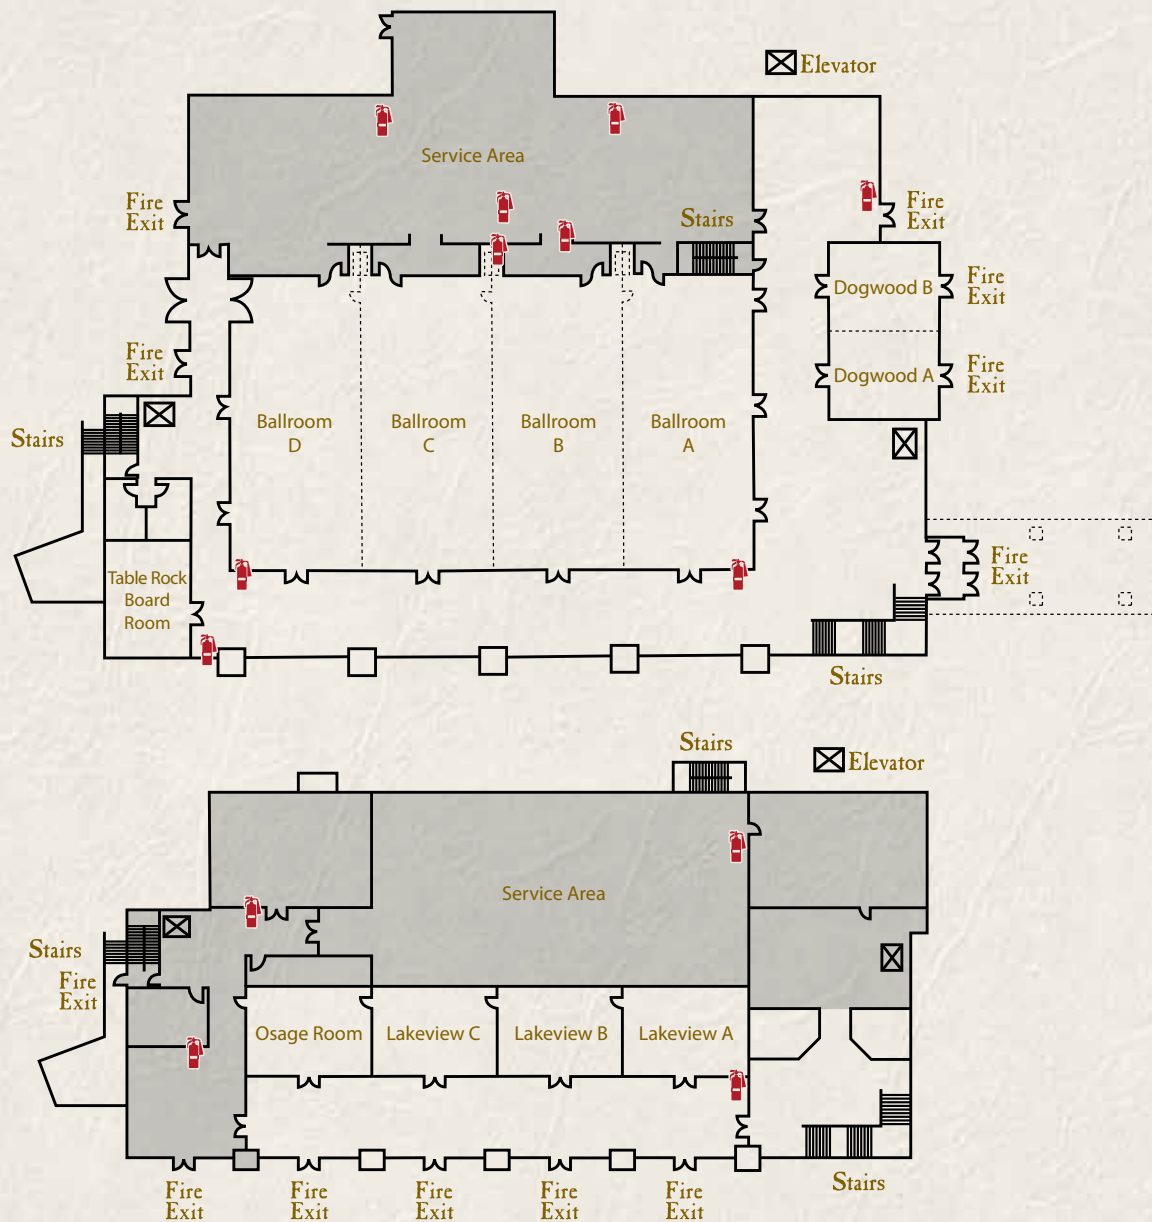 Elevator
Service Area
Fire
Exit
Stairs
Fire
Exit
Dogwood B
Fire
Exit
Fire
Exit
Dogwood A
Fire
Exit
Stairs
Ballroom
D
Ballroom
C
Ballroom
B
Ballroom
A
Fire
Exit
Table Rock
Board
Room
Stairs
Stairs
Elevator
Service Area
Stairs
Fire
Exit
Osage Room
Lakeview C
Lakeview B
Lakeview A
Stairs
Fire
Exit
Fire
Exit
Fire
Exit
Fire
Exit
Fire
Exit